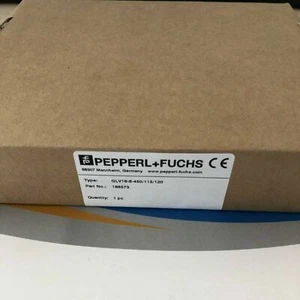 PEPPERL+FUCHS CE
68307 Mannheim, Germany www.pepperl-fuchs.com
Type: GLV18-8-450/115/120
Part No.:
Quantity: 1 pc